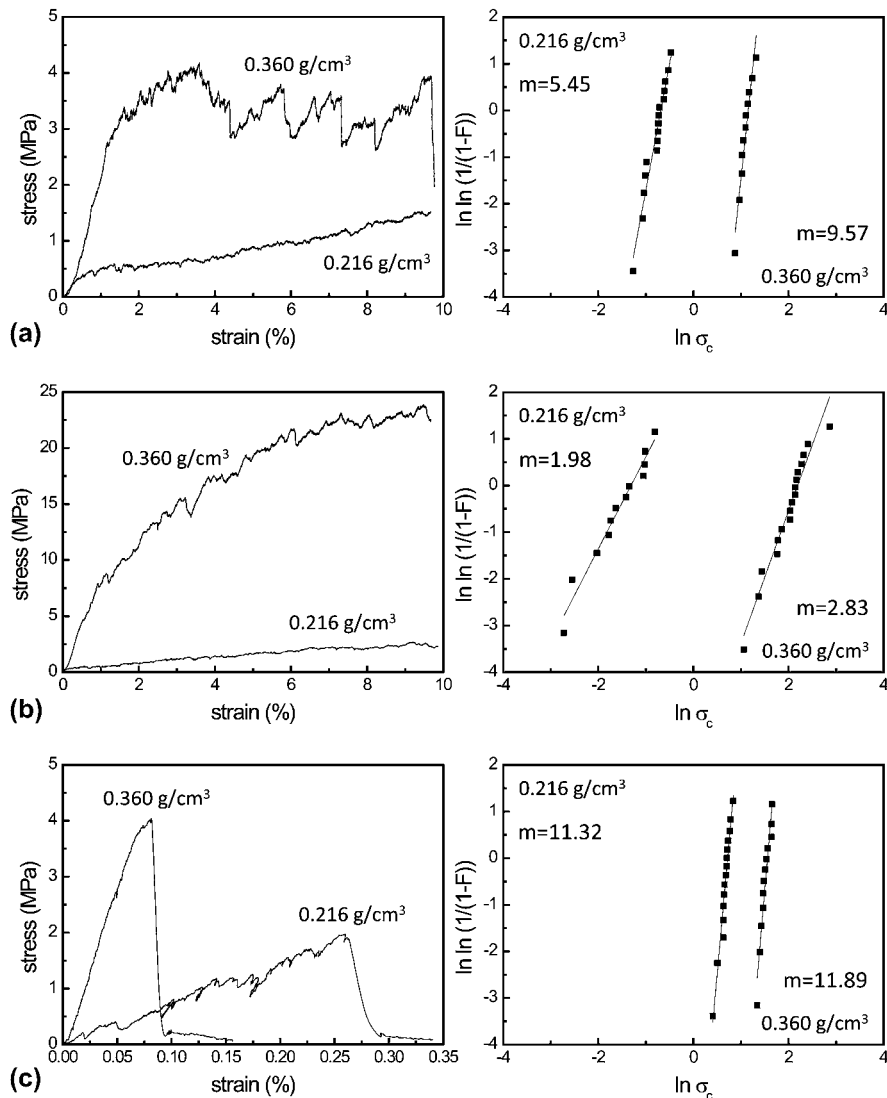 5
4
3
2
1
0
0 2 4 6 8 10
stress (MPa)
strain (%)
0.360 g/cm³
0.216 g/cm³
(a)
2
1
0
-1
-2
-3
-4
-4 -2 0 2 4
ln ln (1/(1-F))
ln σc
0.216 g/cm³
m=5.45
m=9.57
0.360 g/cm³
25
20
15
10
5
0
0 2 4 6 8 10
stress (MPa)
strain (%)
0.360 g/cm³
0.216 g/cm³
(b)
2
1
0
-1
-2
-3
-4
-4 -2 0 2 4
ln ln (1/(1-F))
ln σc
0.216 g/cm³
m=1.98
m=2.83
0.360 g/cm³
5
4
3
2
1
0
0.00 0.05 0.10 0.15 0.20 0.25 0.30 0.35
stress (MPa)
strain (%)
0.360 g/cm³
0.216 g/cm³
(c)
2
1
0
-1
-2
-3
-4
-4 -2 0 2 4
ln ln (1/(1-F))
ln σc
0.216 g/cm³
m=11.32
m=11.89
0.360 g/cm³